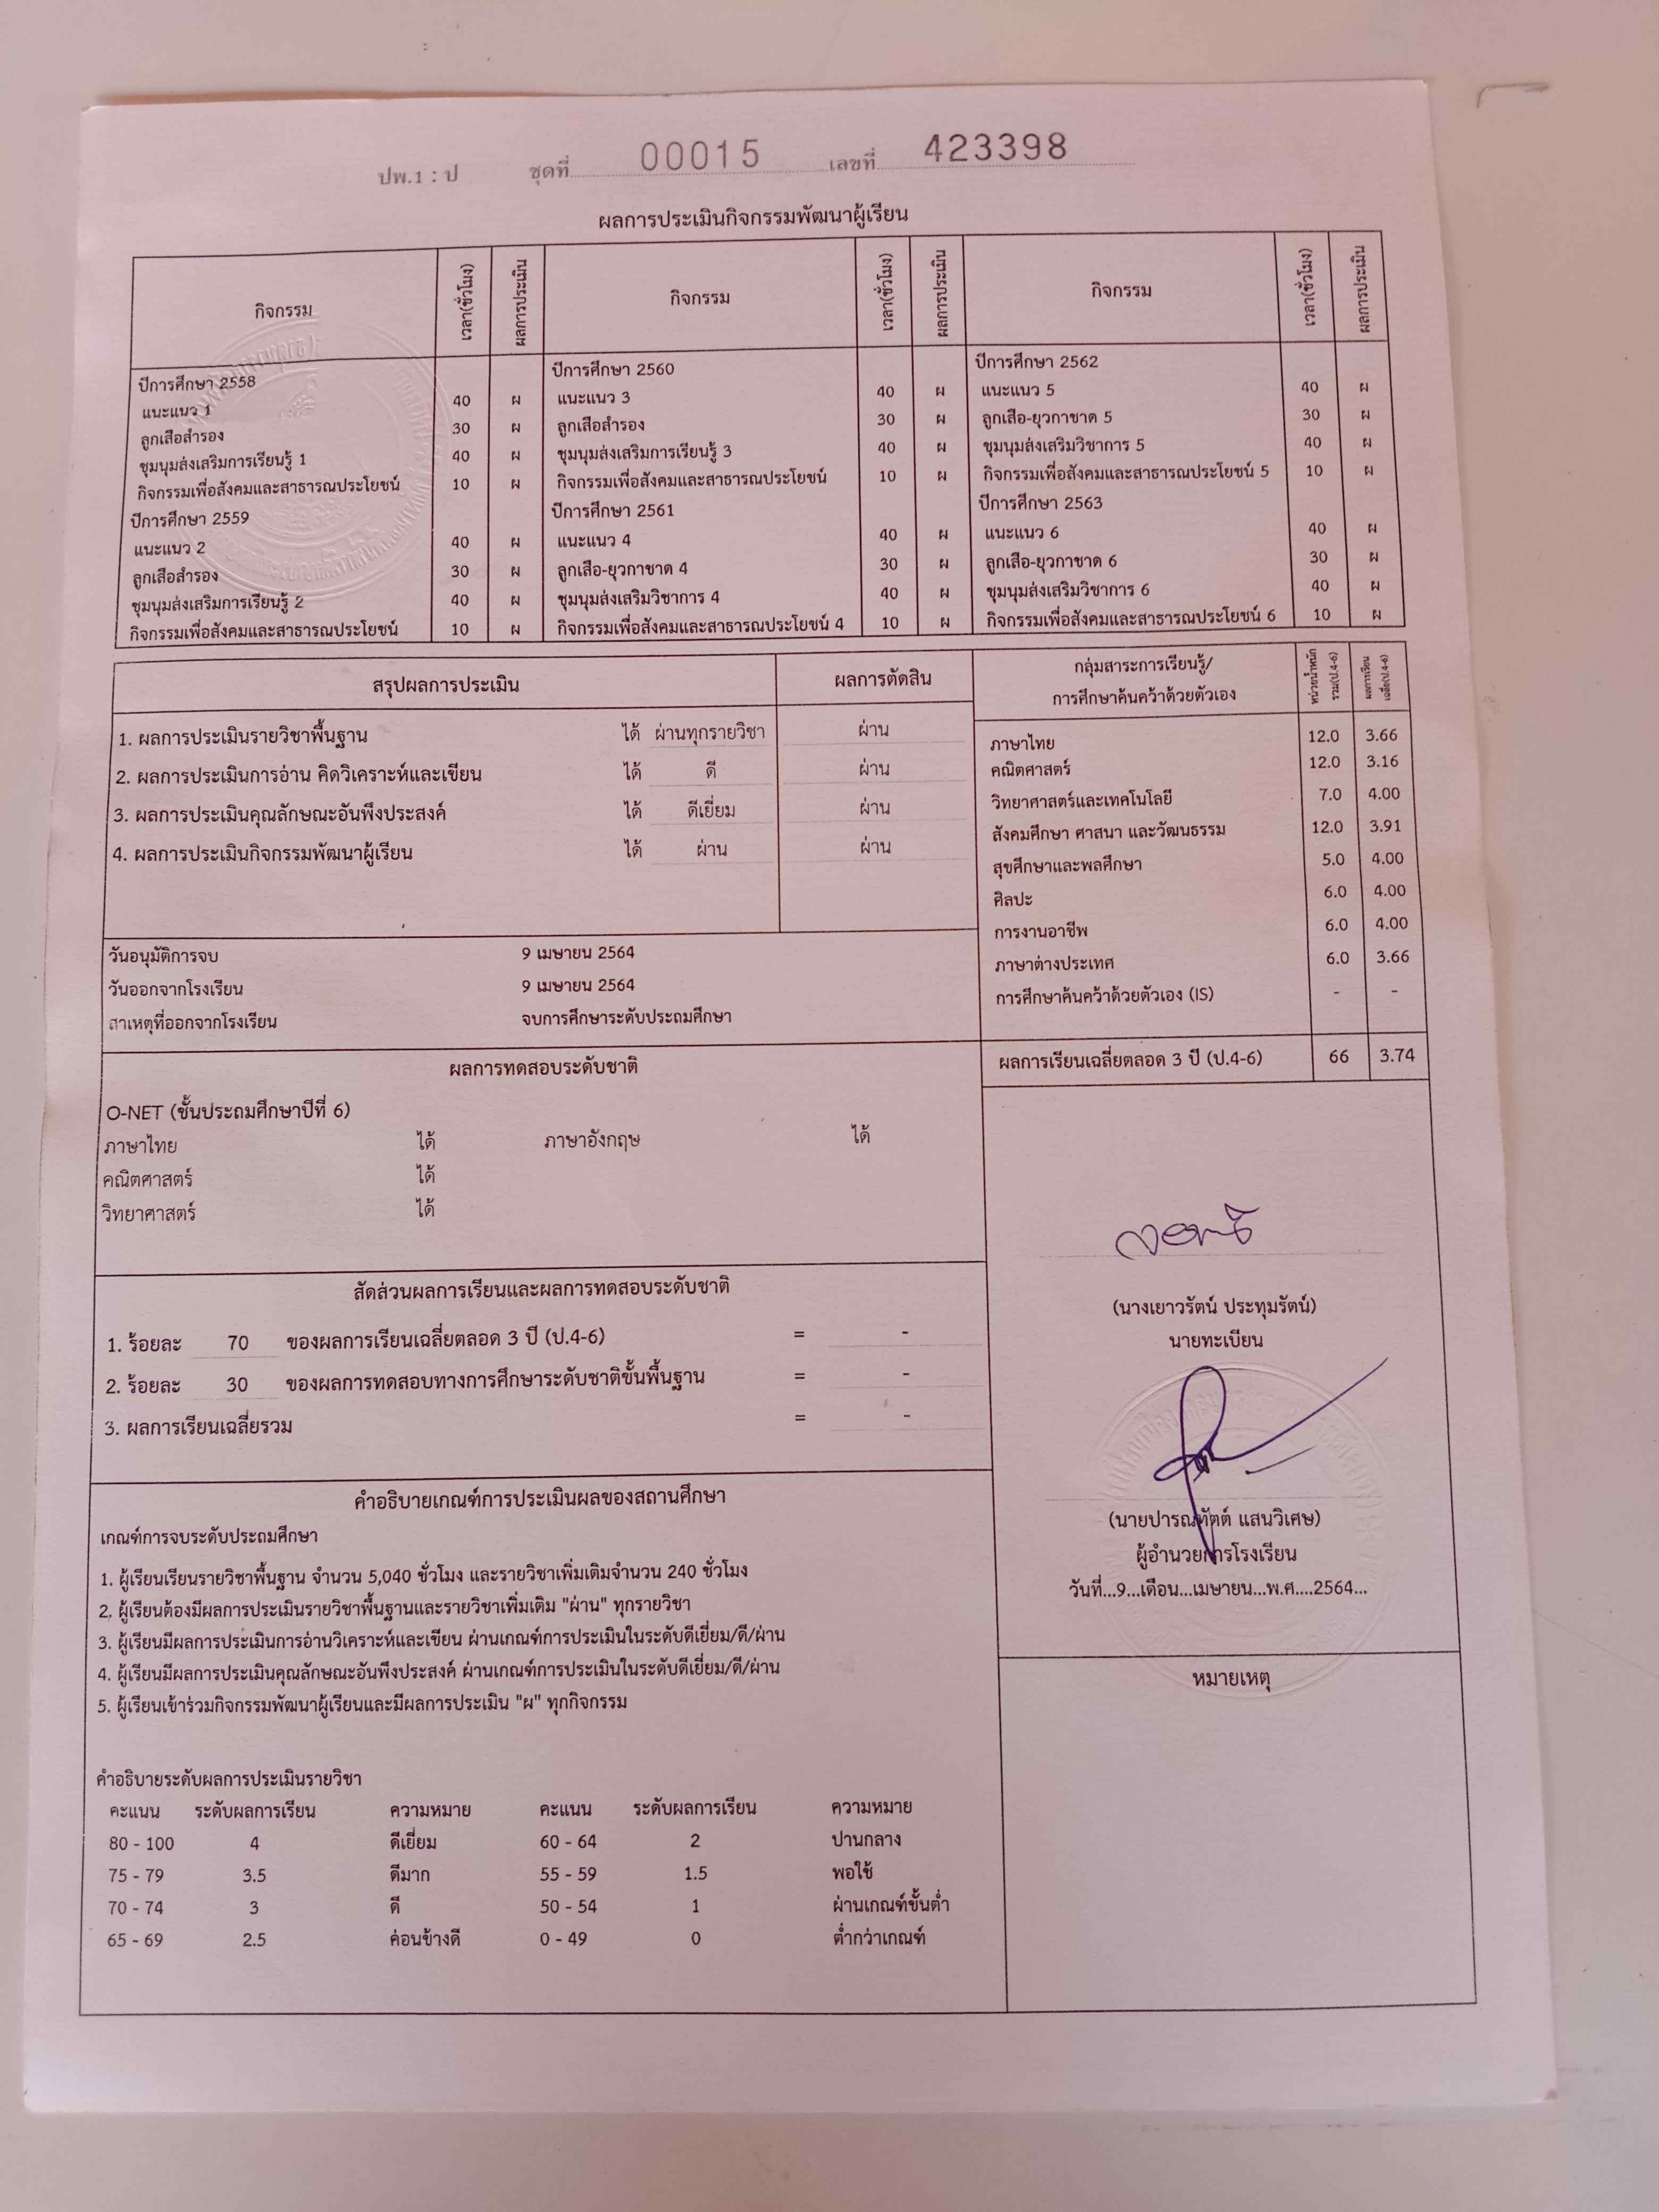 ปพ.1 : ป ชุดที่ 00015 เลขที่ 423398
ผลการประเมินกิจกรรมพัฒนาผู้เรียน
กิจกรรม เวลา(ชั่วโมง) ผลการประเมิน กิจกรรม เวลา(ชั่วโมง) ผลการประเมิน กิจกรรม เวลา(ชั่วโมง) ผลการประเมิน
ปีการศึกษา 2558 ปีการศึกษา 2560 ปีการศึกษา 2562
แนะแนว 1 40 ผ แนะแนว 3 40 ผ แนะแนว 5 40 ผ
ลูกเสือสำรอง 30 ผ ลูกเสือสำรอง 30 ผ ลูกเสือ-ยุวกาชาด 5 30 ผ
ชุมนุมส่งเสริมการเรียนรู้ 1 40 ผ ชุมนุมส่งเสริมการเรียนรู้ 3 40 ผ ชุมนุมส่งเสริมวิชาการ 5 40 ผ
กิจกรรมเพื่อสังคมและสาธารณประโยชน์ 10 ผ กิจกรรมเพื่อสังคมและสาธารณประโยชน์ 10 ผ กิจกรรมเพื่อสังคมและสาธารณประโยชน์ 5 10 ผ
ปีการศึกษา 2559 ปีการศึกษา 2561 ปีการศึกษา 2563
แนะแนว 2 40 ผ แนะแนว 4 40 ผ แนะแนว 6 40 ผ
ลูกเสือสำรอง 30 ผ ลูกเสือ-ยุวกาชาด 4 30 ผ ลูกเสือ-ยุวกาชาด 6 30 ผ
ชุมนุมส่งเสริมการเรียนรู้ 2 40 ผ ชุมนุมส่งเสริมวิชาการ 4 40 ผ ชุมนุมส่งเสริมวิชาการ 6 40 ผ
กิจกรรมเพื่อสังคมและสาธารณประโยชน์ 10 ผ กิจกรรมเพื่อสังคมและสาธารณประโยชน์ 4 10 ผ กิจกรรมเพื่อสังคมและสาธารณประโยชน์ 6 10 ผ
สรุปผลการประเมิน ผลการตัดสิน
1. ผลการประเมินรายวิชาพื้นฐาน ได้ ผ่านทุกรายวิชา ผ่าน
2. ผลการประเมินการอ่าน คิดวิเคราะห์และเขียน ได้ ดี ผ่าน
3. ผลการประเมินคุณลักษณะอันพึงประสงค์ ได้ ดีเยี่ยม ผ่าน
4. ผลการประเมินกิจกรรมพัฒนาผู้เรียน ได้ ผ่าน ผ่าน
วันอนุมัติการจบ 9 เมษายน 2564
วันออกจากโรงเรียน 9 เมษายน 2564
สาเหตุที่ออกจากโรงเรียน จบการศึกษาระดับประถมศึกษา
กลุ่มสาระการเรียนรู้/ การศึกษาค้นคว้าด้วยตัวเอง หน่วยน้ำหนักรวม(ป.4-6) ผลการเรียนเฉลี่ย(ป.4-6)
ภาษาไทย 12.0 3.66
คณิตศาสตร์ 12.0 3.16
วิทยาศาสตร์และเทคโนโลยี 7.0 4.00
สังคมศึกษา ศาสนา และวัฒนธรรม 12.0 3.91
สุขศึกษาและพลศึกษา 5.0 4.00
ศิลปะ 6.0 4.00
การงานอาชีพ 6.0 4.00
ภาษาต่างประเทศ 6.0 3.66
การศึกษาค้นคว้าด้วยตัวเอง (IS) - -
ผลการเรียนเฉลี่ยตลอด 3 ปี (ป.4-6) 66 3.74
ผลการทดสอบระดับชาติ
O-NET (ชั้นประถมศึกษาปีที่ 6)
ภาษาไทย ได้ ภาษาอังกฤษ ได้
คณิตศาสตร์ ได้
วิทยาศาสตร์ ได้
สัดส่วนผลการเรียนและผลการทดสอบระดับชาติ
1. ร้อยละ 70 ของผลการเรียนเฉลี่ยตลอด 3 ปี (ป.4-6) = -
2. ร้อยละ 30 ของผลการทดสอบทางการศึกษาระดับชาติขั้นพื้นฐาน = -
3. ผลการเรียนเฉลี่ยรวม = -
(นางเยาวรัตน์ ประทุมรัตน์)
นายทะเบียน
(นายปารณทัตต์ แสนวิเศษ)
ผู้อำนวยการโรงเรียน
วันที่...9...เดือน...เมษายน...พ.ศ....2564...
คำอธิบายเกณฑ์การประเมินผลของสถานศึกษา
เกณฑ์การจบระดับประถมศึกษา
1. ผู้เรียนเรียนรายวิชาพื้นฐาน จำนวน 5,040 ชั่วโมง และรายวิชาเพิ่มเติมจำนวน 240 ชั่วโมง
2. ผู้เรียนต้องมีผลการประเมินรายวิชาพื้นฐานและรายวิชาเพิ่มเติม "ผ่าน" ทุกรายวิชา
3. ผู้เรียนมีผลการประเมินการอ่านวิเคราะห์และเขียน ผ่านเกณฑ์การประเมินในระดับดีเยี่ยม/ดี/ผ่าน
4. ผู้เรียนมีผลการประเมินคุณลักษณะอันพึงประสงค์ ผ่านเกณฑ์การประเมินในระดับดีเยี่ยม/ดี/ผ่าน
5. ผู้เรียนเข้าร่วมกิจกรรมพัฒนาผู้เรียนและมีผลการประเมิน "ผ" ทุกกิจกรรม
หมายเหตุ
คำอธิบายระดับผลการประเมินรายวิชา
คะแนน ระดับผลการเรียน ความหมาย คะแนน ระดับผลการเรียน ความหมาย
80 - 100 4 ดีเยี่ยม 60 - 64 2 ปานกลาง
75 - 79 3.5 ดีมาก 55 - 59 1.5 พอใช้
70 - 74 3 ดี 50 - 54 1 ผ่านเกณฑ์ขั้นต่ำ
65 - 69 2.5 ค่อนข้างดี 0 - 49 0 ต่ำกว่าเกณฑ์